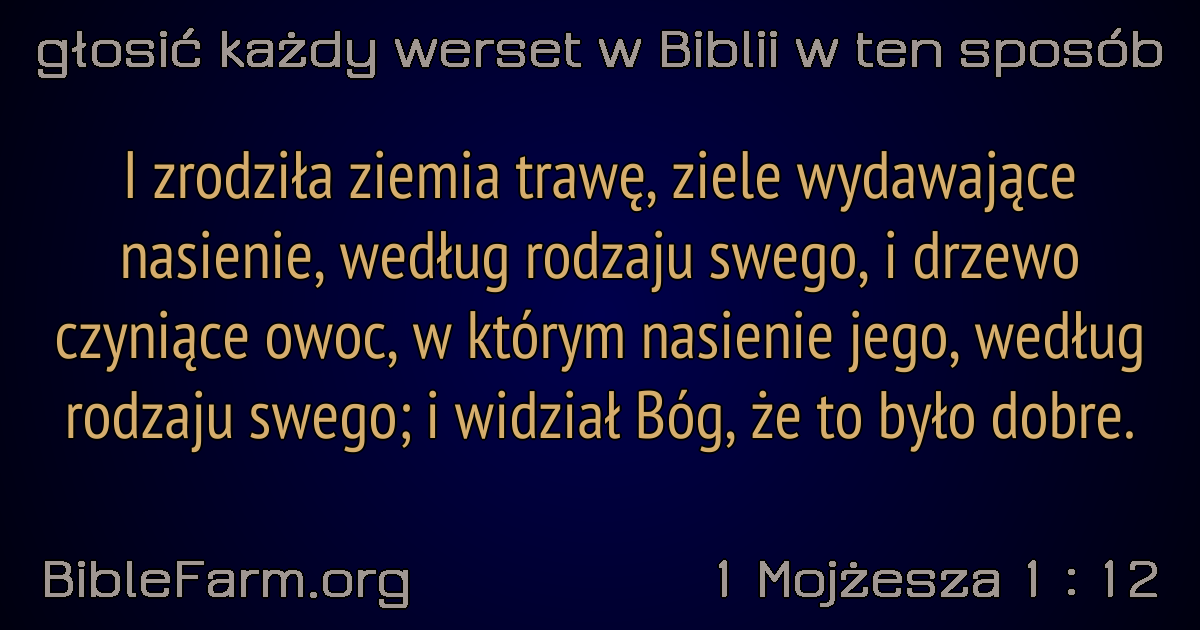 głosić każdy werset w Biblii w ten sposób
I zrodziła ziemia trawę, ziele wydawające
nasienie, według rodzaju swego, i drzewo
czyniące owoc, w którym nasienie jego, według
rodzaju swego; i widział Bóg, że to było dobre.
BibleFarm.org
1 Mojżesza 1 : 12